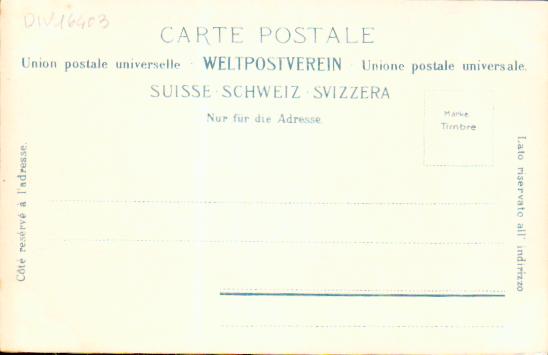 DIV16403
CARTE POSTALE
Union postale universelle · WELTPOSTVEREIN · Unione postale universale.
SUISSE · SCHWEIZ · SVIZZERA
Nur für die Adresse.
Marke
Timbre
Côté reservé à l'adresse.
Lato riservato all' indirizzo